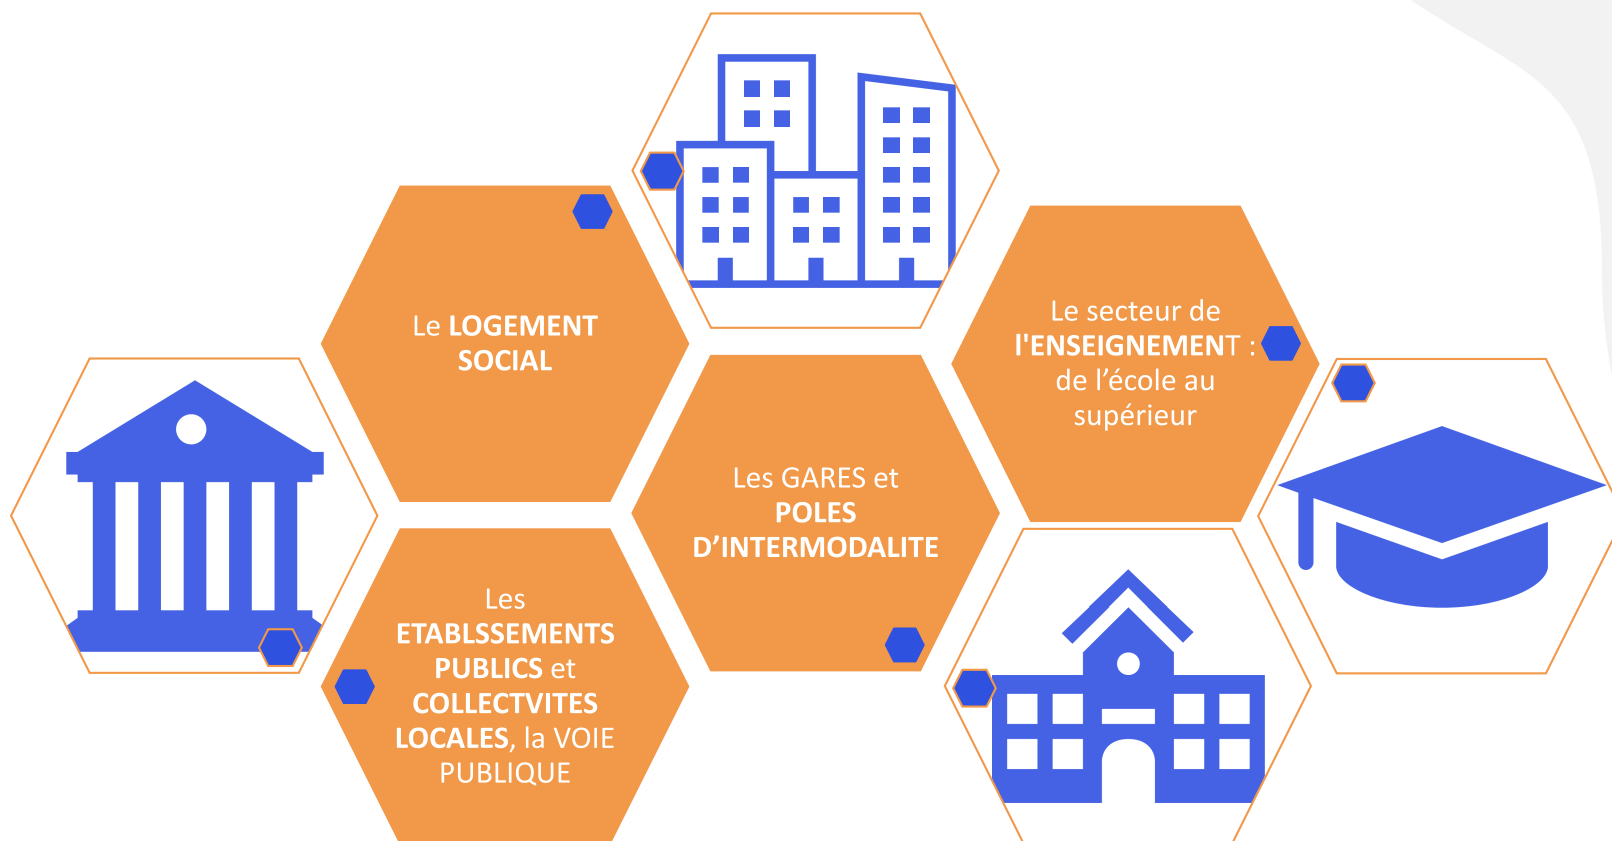 Le LOGEMENT
SOCIAL
Le secteur de
l'ENSEIGNEMENT :
de l’école au
supérieur
Les GARES et
POLES
D’INTERMODALITE
Les
ETABLSSEMENTS
PUBLICS et
COLLECTVITES
LOCALES, la VOIE
PUBLIQUE